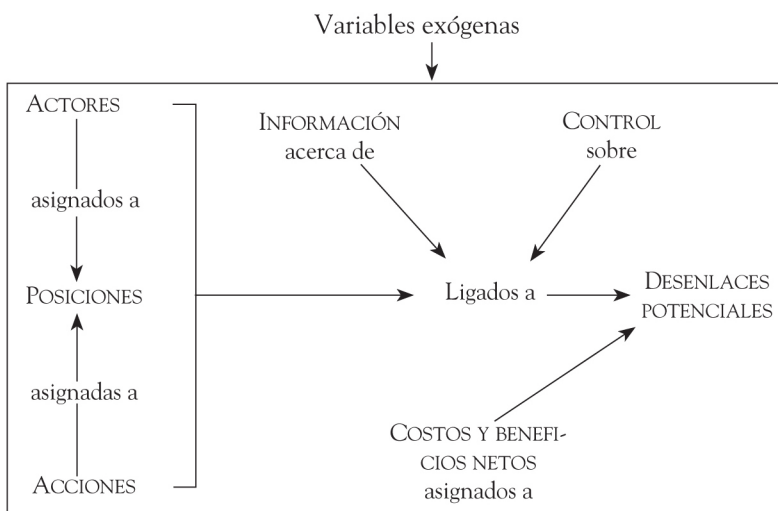 Variables exógenas
ACTORES
asignados a
POSICIONES
asignadas a
ACCIONES
INFORMACIÓN
acerca de
CONTROL
sobre
Ligados a
DESENLACES
POTENCIALES
COSTOS Y BENEFI-
CIOS NETOS
asignados a